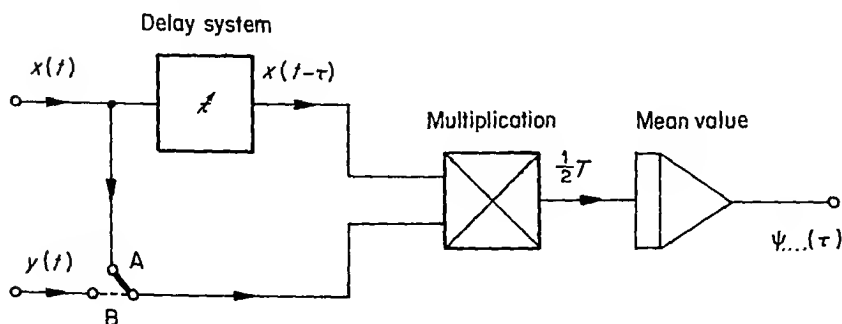 Delay system
x(t)
x(t-τ)
Multiplication
Mean value
½T
ψ....(τ)
y(t)
A
B